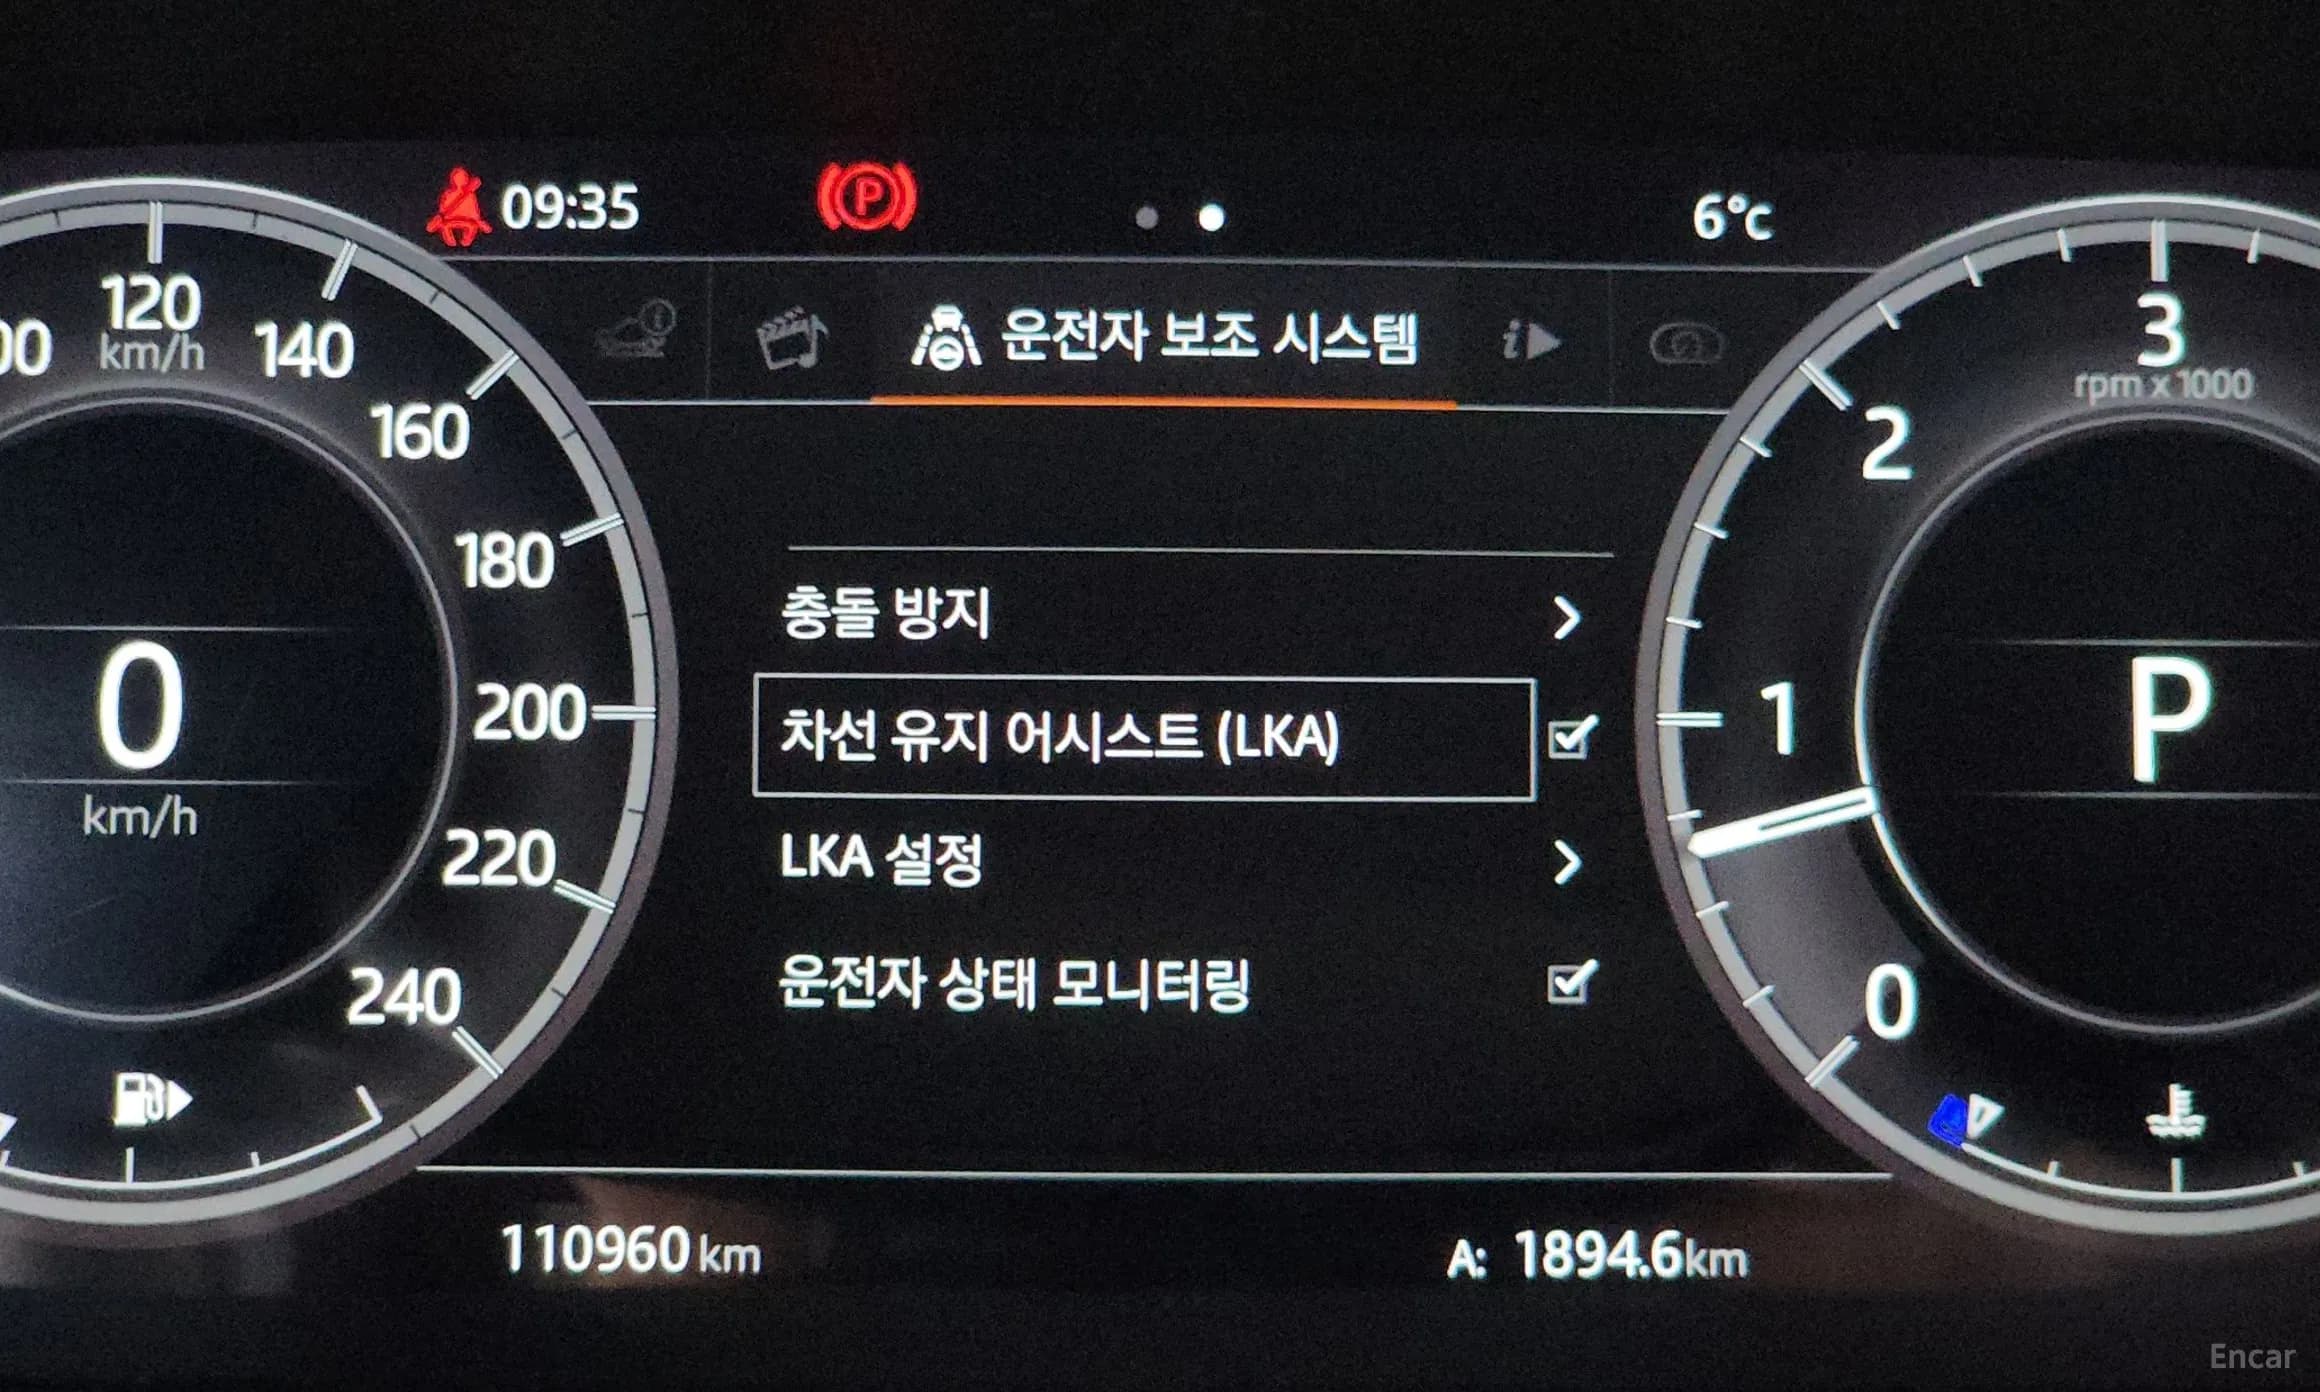 09:35
P
6°C
00
120
km/h
140
160
180
200
220
240
0
km/h
운전자 보조 시스템
충돌 방지
차선 유지 어시스트 (LKA)
LKA 설정
운전자 상태 모니터링
3
rpm x 1000
2
1
0
P
110960 km
A: 1894.6km
Encar